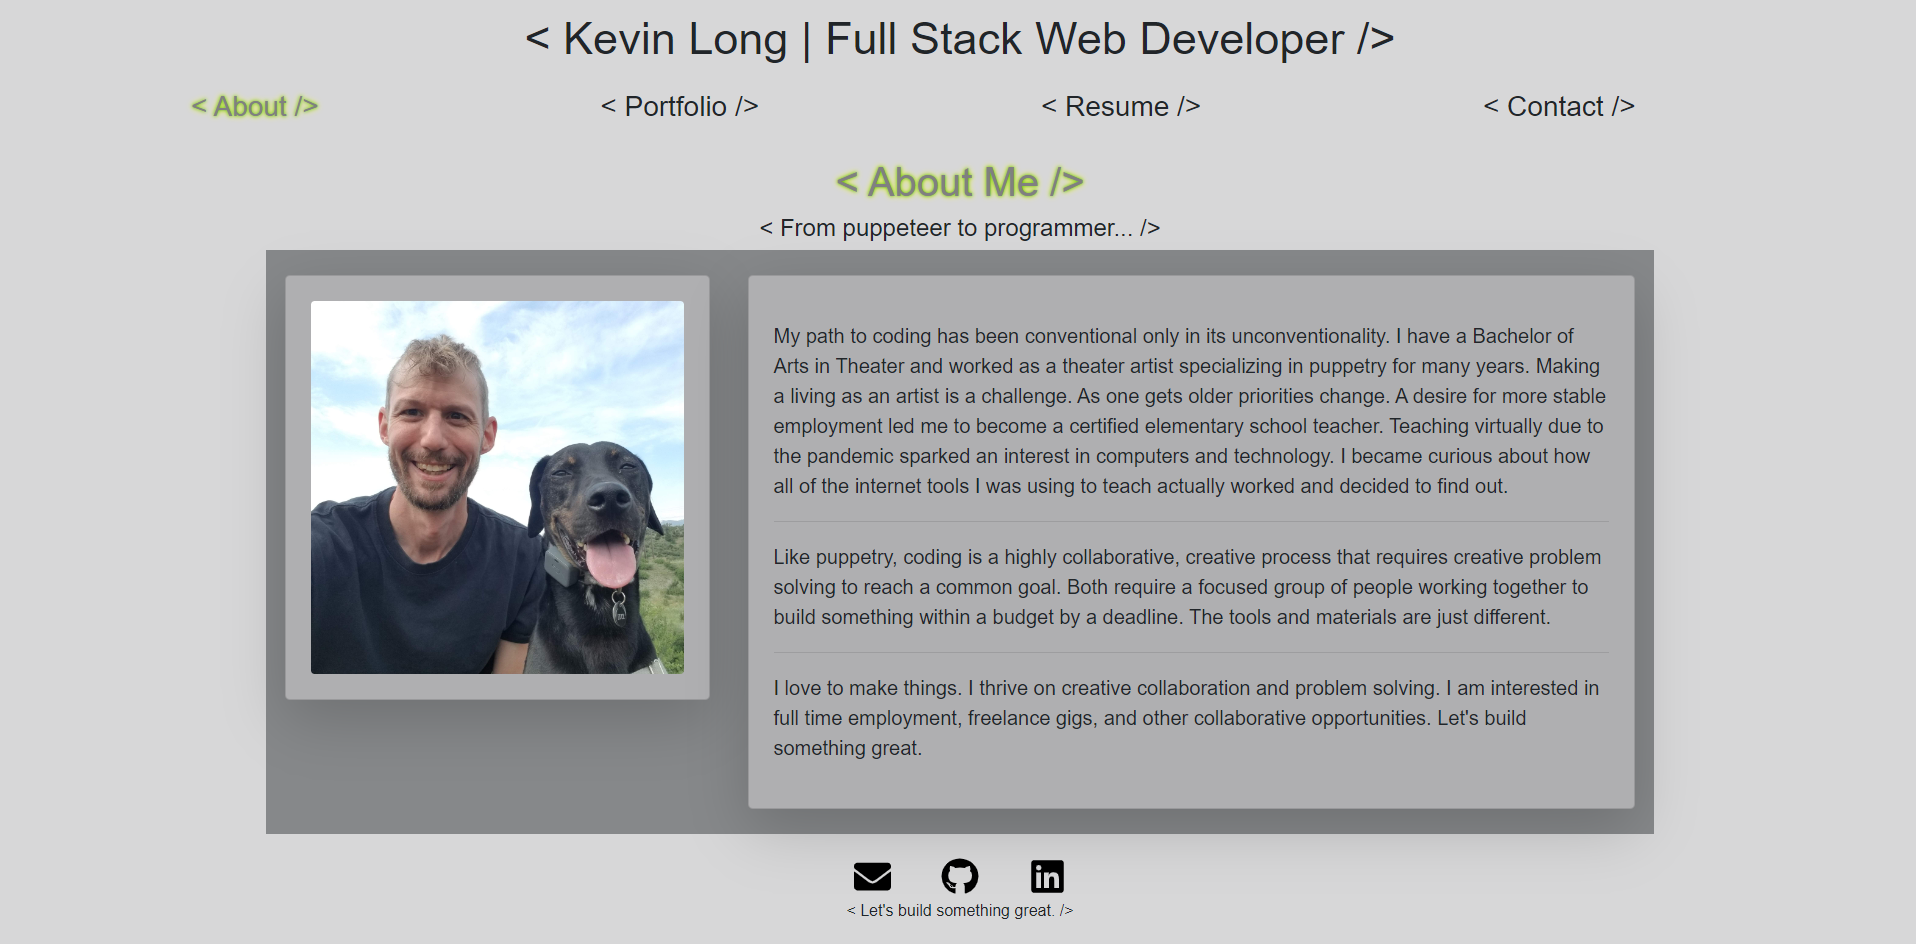 < Kevin Long | Full Stack Web Developer />
< About />
< Portfolio />
< Resume />
< Contact />
< About Me />
< From puppeteer to programmer... />
My path to coding has been conventional only in its unconventionality. I have a Bachelor of
Arts in Theater and worked as a theater artist specializing in puppetry for many years. Making
a living as an artist is a challenge. As one gets older priorities change. A desire for more stable
employment led me to become a certified elementary school teacher. Teaching virtually due to
the pandemic sparked an interest in computers and technology. I became curious about how
all of the internet tools I was using to teach actually worked and decided to find out.
Like puppetry, coding is a highly collaborative, creative process that requires creative problem
solving to reach a common goal. Both require a focused group of people working together to
build something within a budget by a deadline. The tools and materials are just different.
I love to make things. I thrive on creative collaboration and problem solving. I am interested in
full time employment, freelance gigs, and other collaborative opportunities. Let's build
something great.
in
< Let's build something great. />